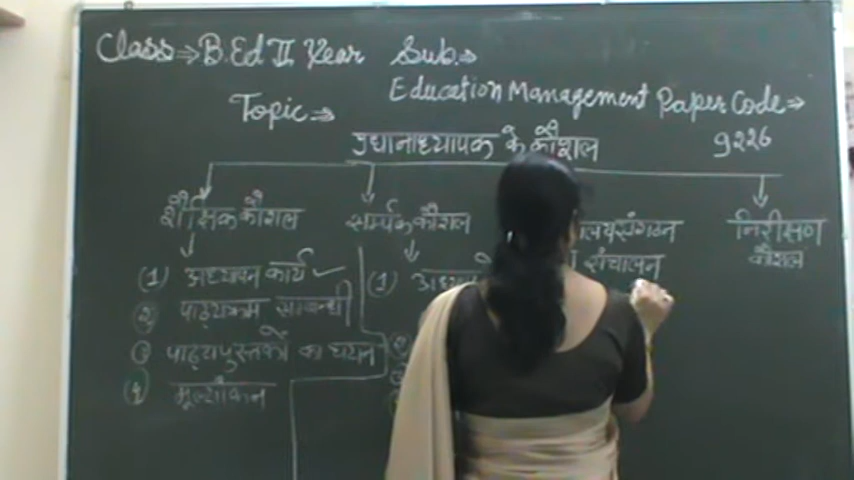 Class⇒ B.Ed II Year Sub.⇒
Education Management Paper Code⇒
Topic⇒ 9226
प्रधानाध्यापक के कौशल
शैक्षिक कौशल सम्पर्क कौशल निरीक्षण
कौशल
संचालन
(1) अध्यापन कार्य ✓ (1)
(2) पाठ्यक्रम सम्बन्धी
(3) पाठ्यपुस्तकों का चयन
(4) मूल्यांकन